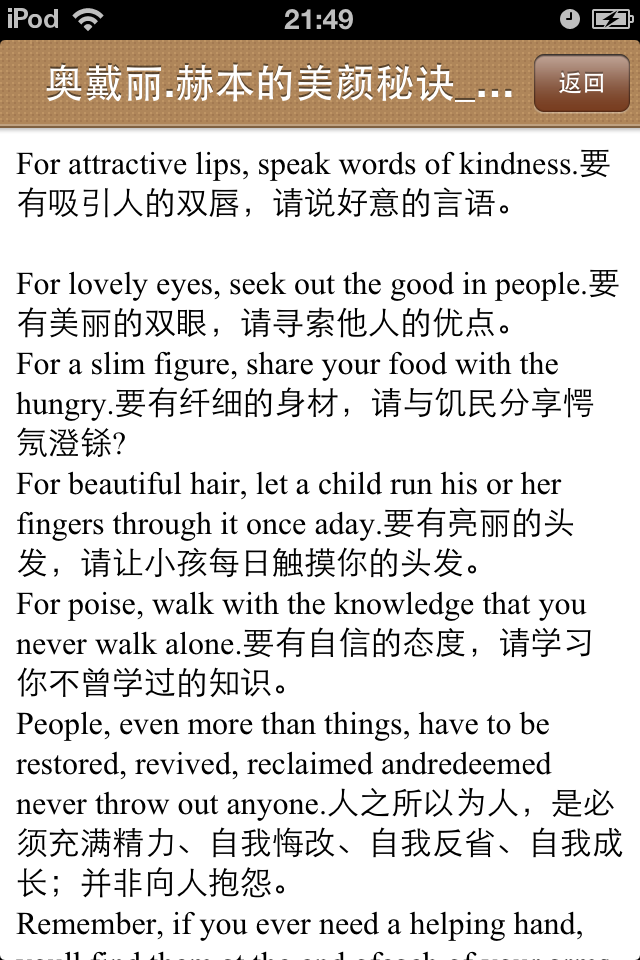 iPod
21:49
奥戴丽.赫本的美颜秘诀_...
返回
For attractive lips, speak words of kindness.要
有吸引人的双唇，请说好意的言语。
For lovely eyes, seek out the good in people.要
有美丽的双眼，请寻索他人的优点。
For a slim figure, share your food with the
hungry.要有纤细的身材，请与饥民分享愕
氖澄铩?
For beautiful hair, let a child run his or her
fingers through it once aday.要有亮丽的头
发，请让小孩每日触摸你的头发。
For poise, walk with the knowledge that you
never walk alone.要有自信的态度，请学习
你不曾学过的知识。
People, even more than things, have to be
restored, revived, reclaimed andredeemed
never throw out anyone.人之所以为人，是必
须充满精力、自我悔改、自我反省、自我成
长；并非向人抱怨。
Remember, if you ever need a helping hand,
youll find them at the end ofeach of your arms